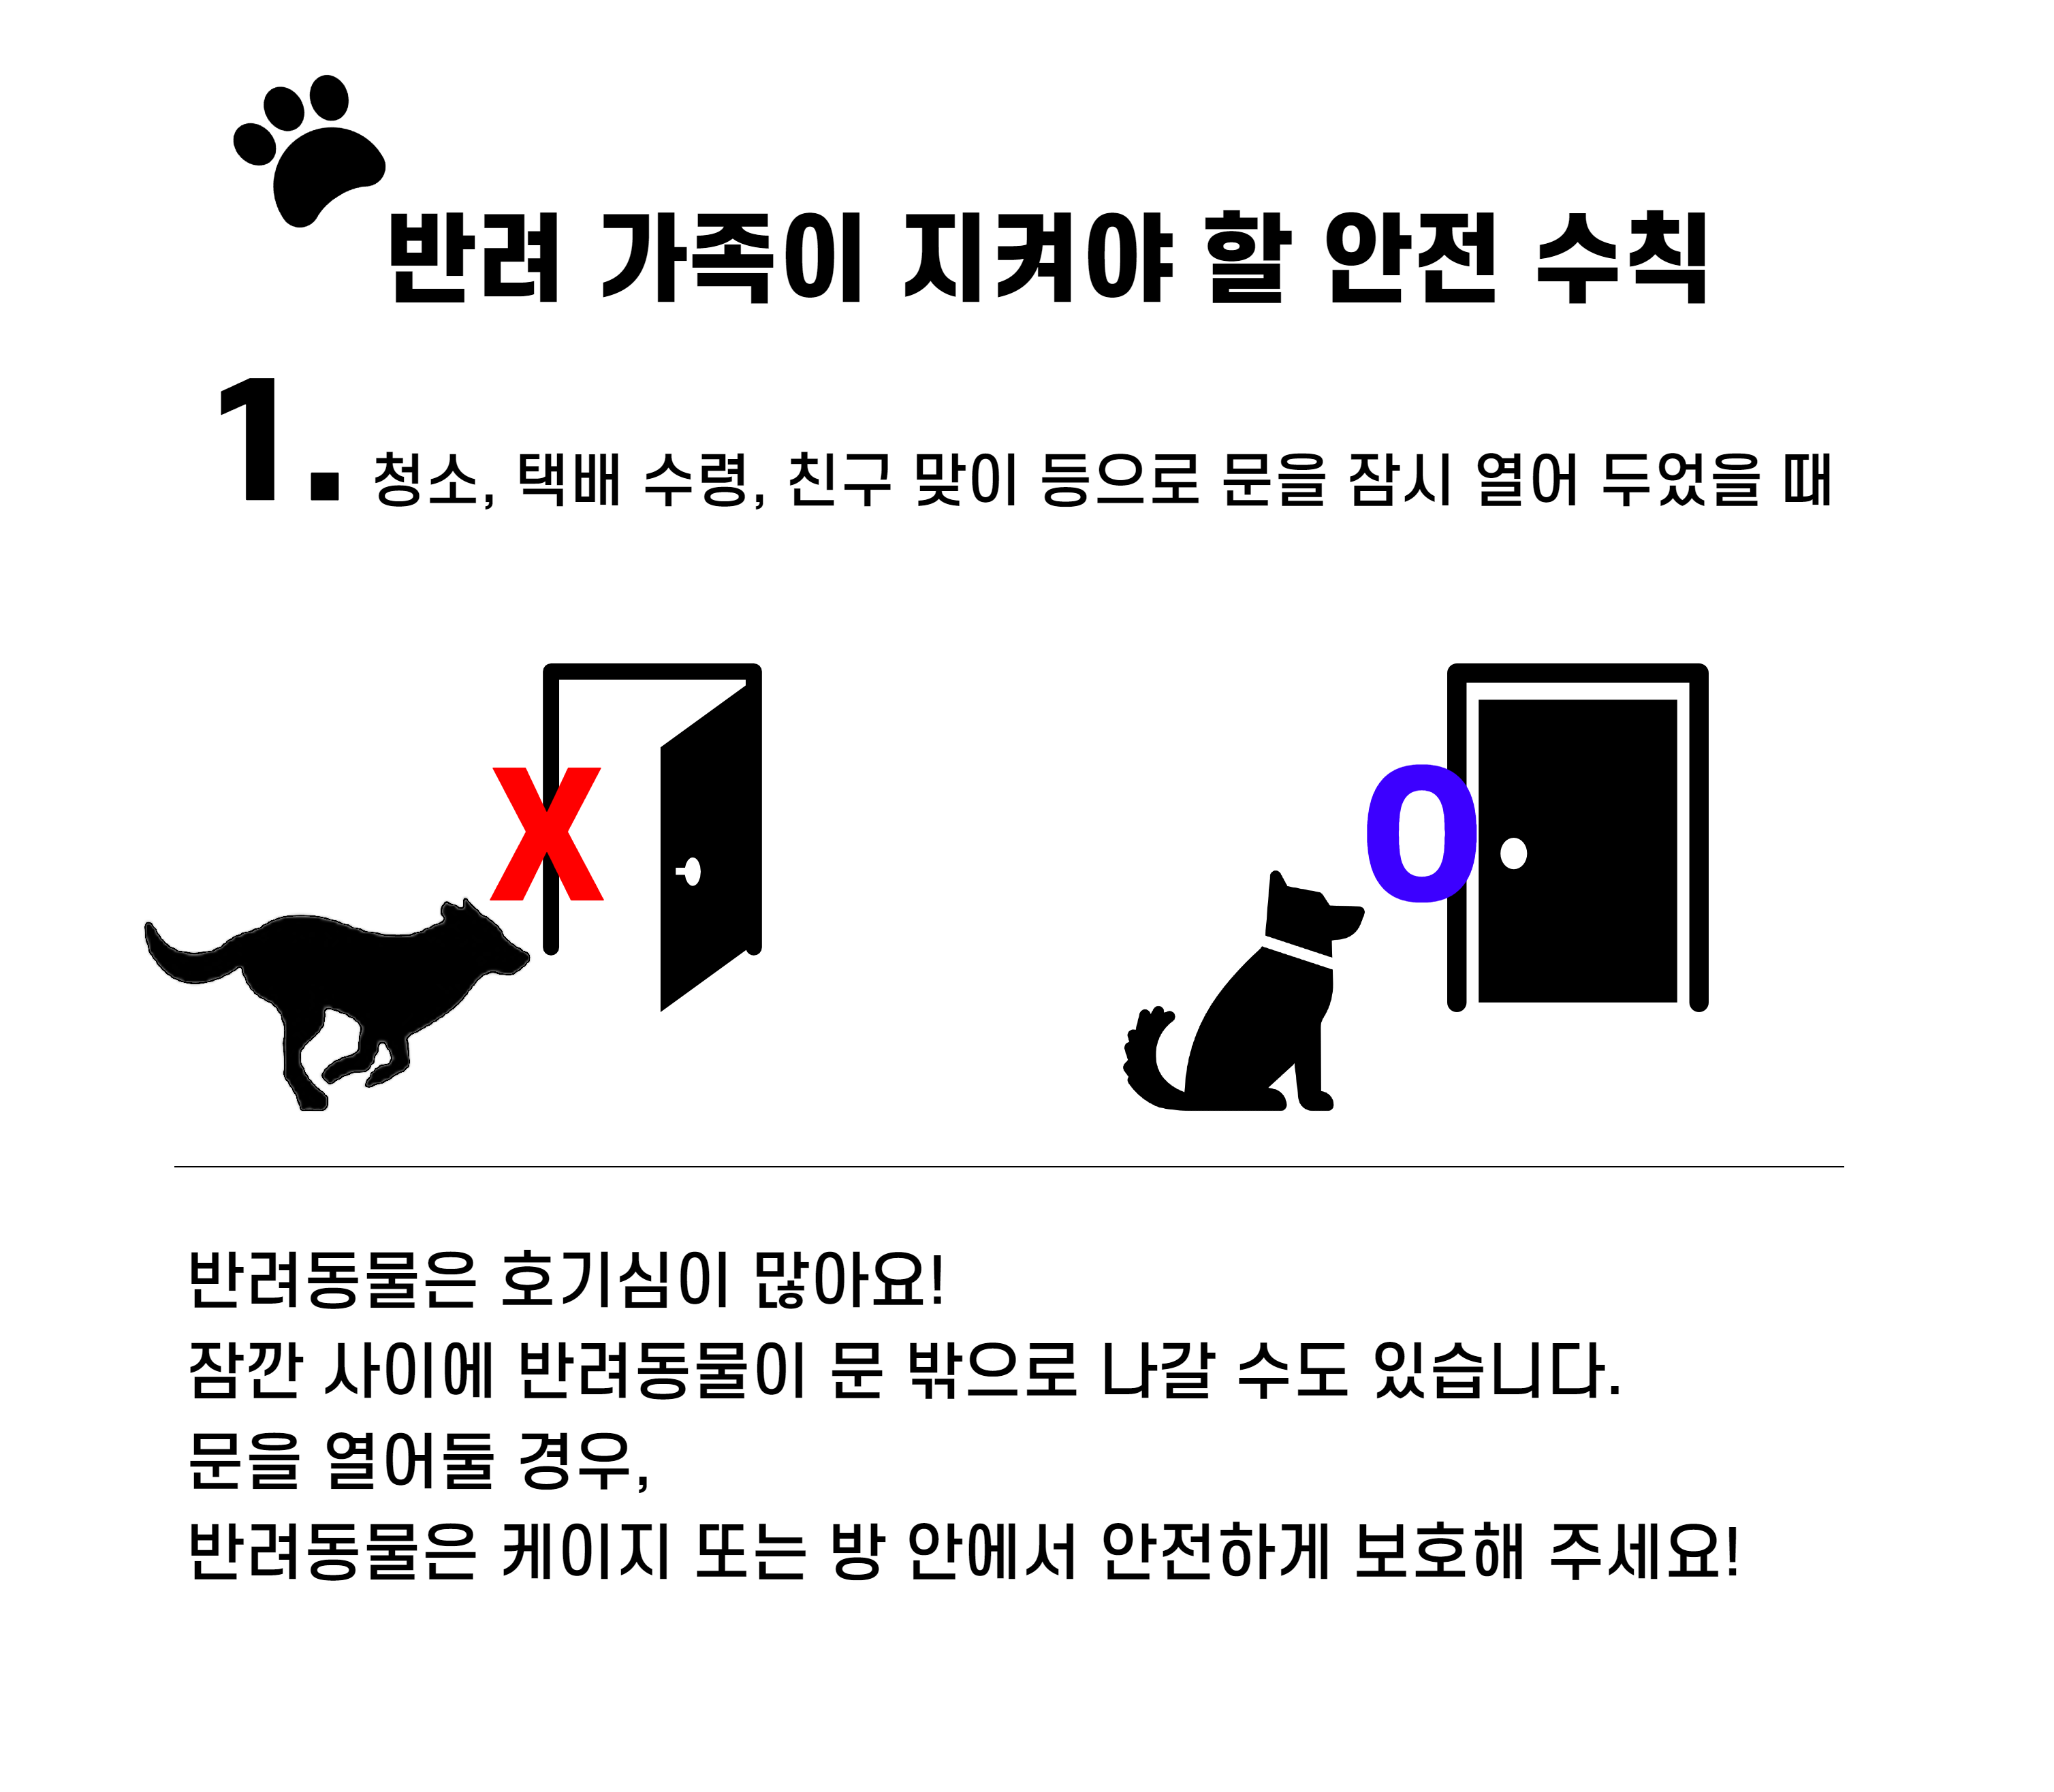 반려 가족이 지켜야 할 안전 수칙
1. 청소, 택배 수령, 친구 맞이 등으로 문을 잠시 열어 두었을 때
X
O
반려동물은 호기심이 많아요!
잠깐 사이에 반려동물이 문 밖으로 나갈 수도 있습니다.
문을 열어둘 경우,
반려동물은 케이지 또는 방 안에서 안전하게 보호해 주세요!